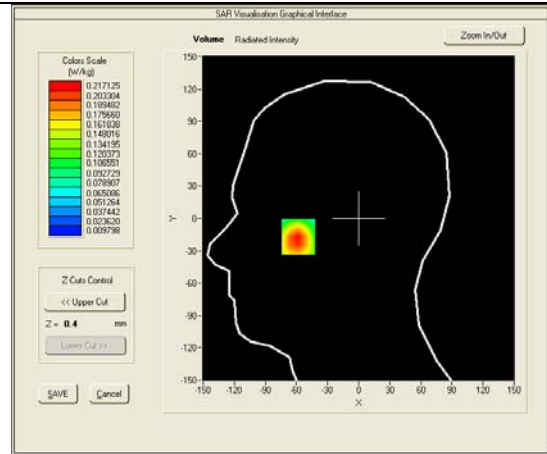 SAR Visualisation Graphical Interface
Volume Radiated Intensity
Zoom In/Out
Colors Scale
(W/kg)
0.217125
0.203304
0.189482
0.175660
0.161838
0.148016
0.134195
0.120373
0.106551
0.092729
0.078907
0.065086
0.051264
0.037442
0.023620
0.009798
Z Cuts Control
<< Upper Cut
Z = 0.4 mm
Lower Cut >>
SAVE Cancel
150-
120-
90-
60-
30-
0-
-30-
-60-
-90-
-120-
-150-
Y
-150 -120 -90 -60 -30 0 30 60 90 120 150
X